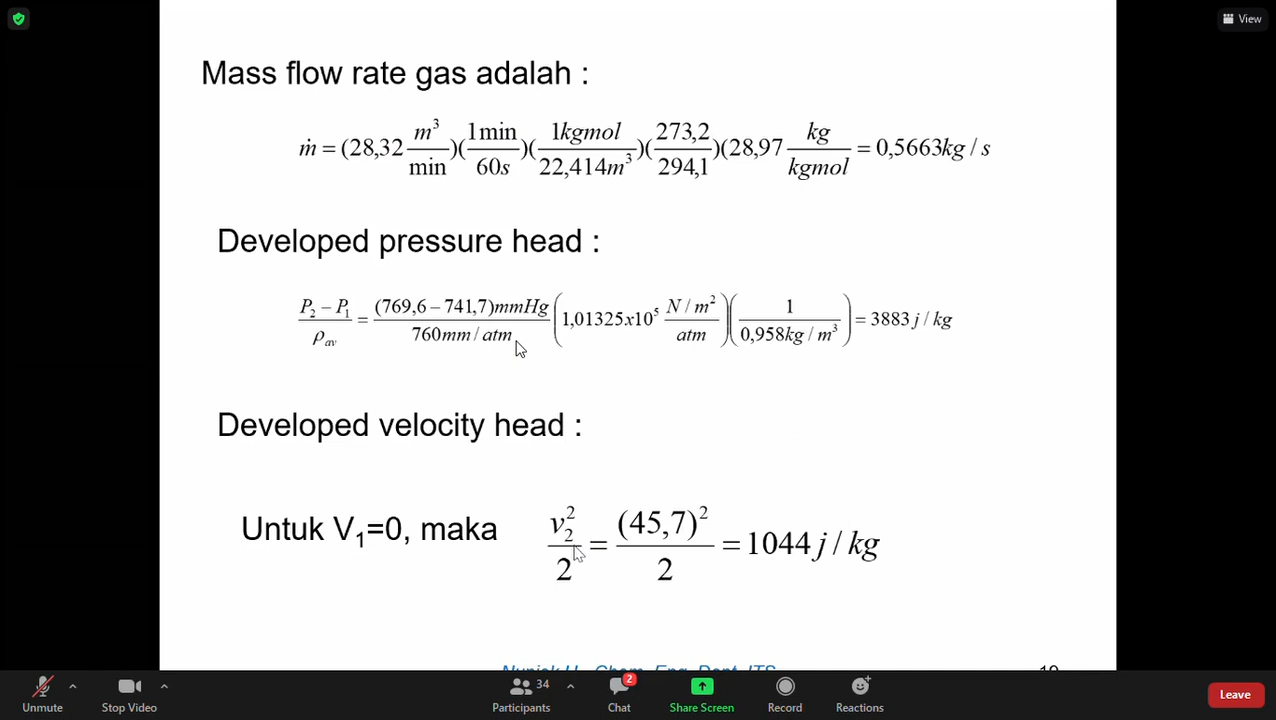 View
Mass flow rate gas adalah :
ṁ = (28,32 m³/min)(1min/60s)(1kgmol/22,414m³)(273,2/294,1)(28,97 kg/kgmol = 0,5663kg / s
Developed pressure head :
(P₂ − P₁)/ρ_av = (769,6 − 741,7)mmHg/760mm / atm (1,01325x10⁵ N / m²/atm)(1/0,958kg / m³) = 3883 j / kg
Developed velocity head :
Untuk V₁=0, maka v₂²/2 = (45,7)²/2 = 1044 j / kg
Unmute
Stop Video
34
Participants
2
Chat
Share Screen
Record
Reactions
Leave